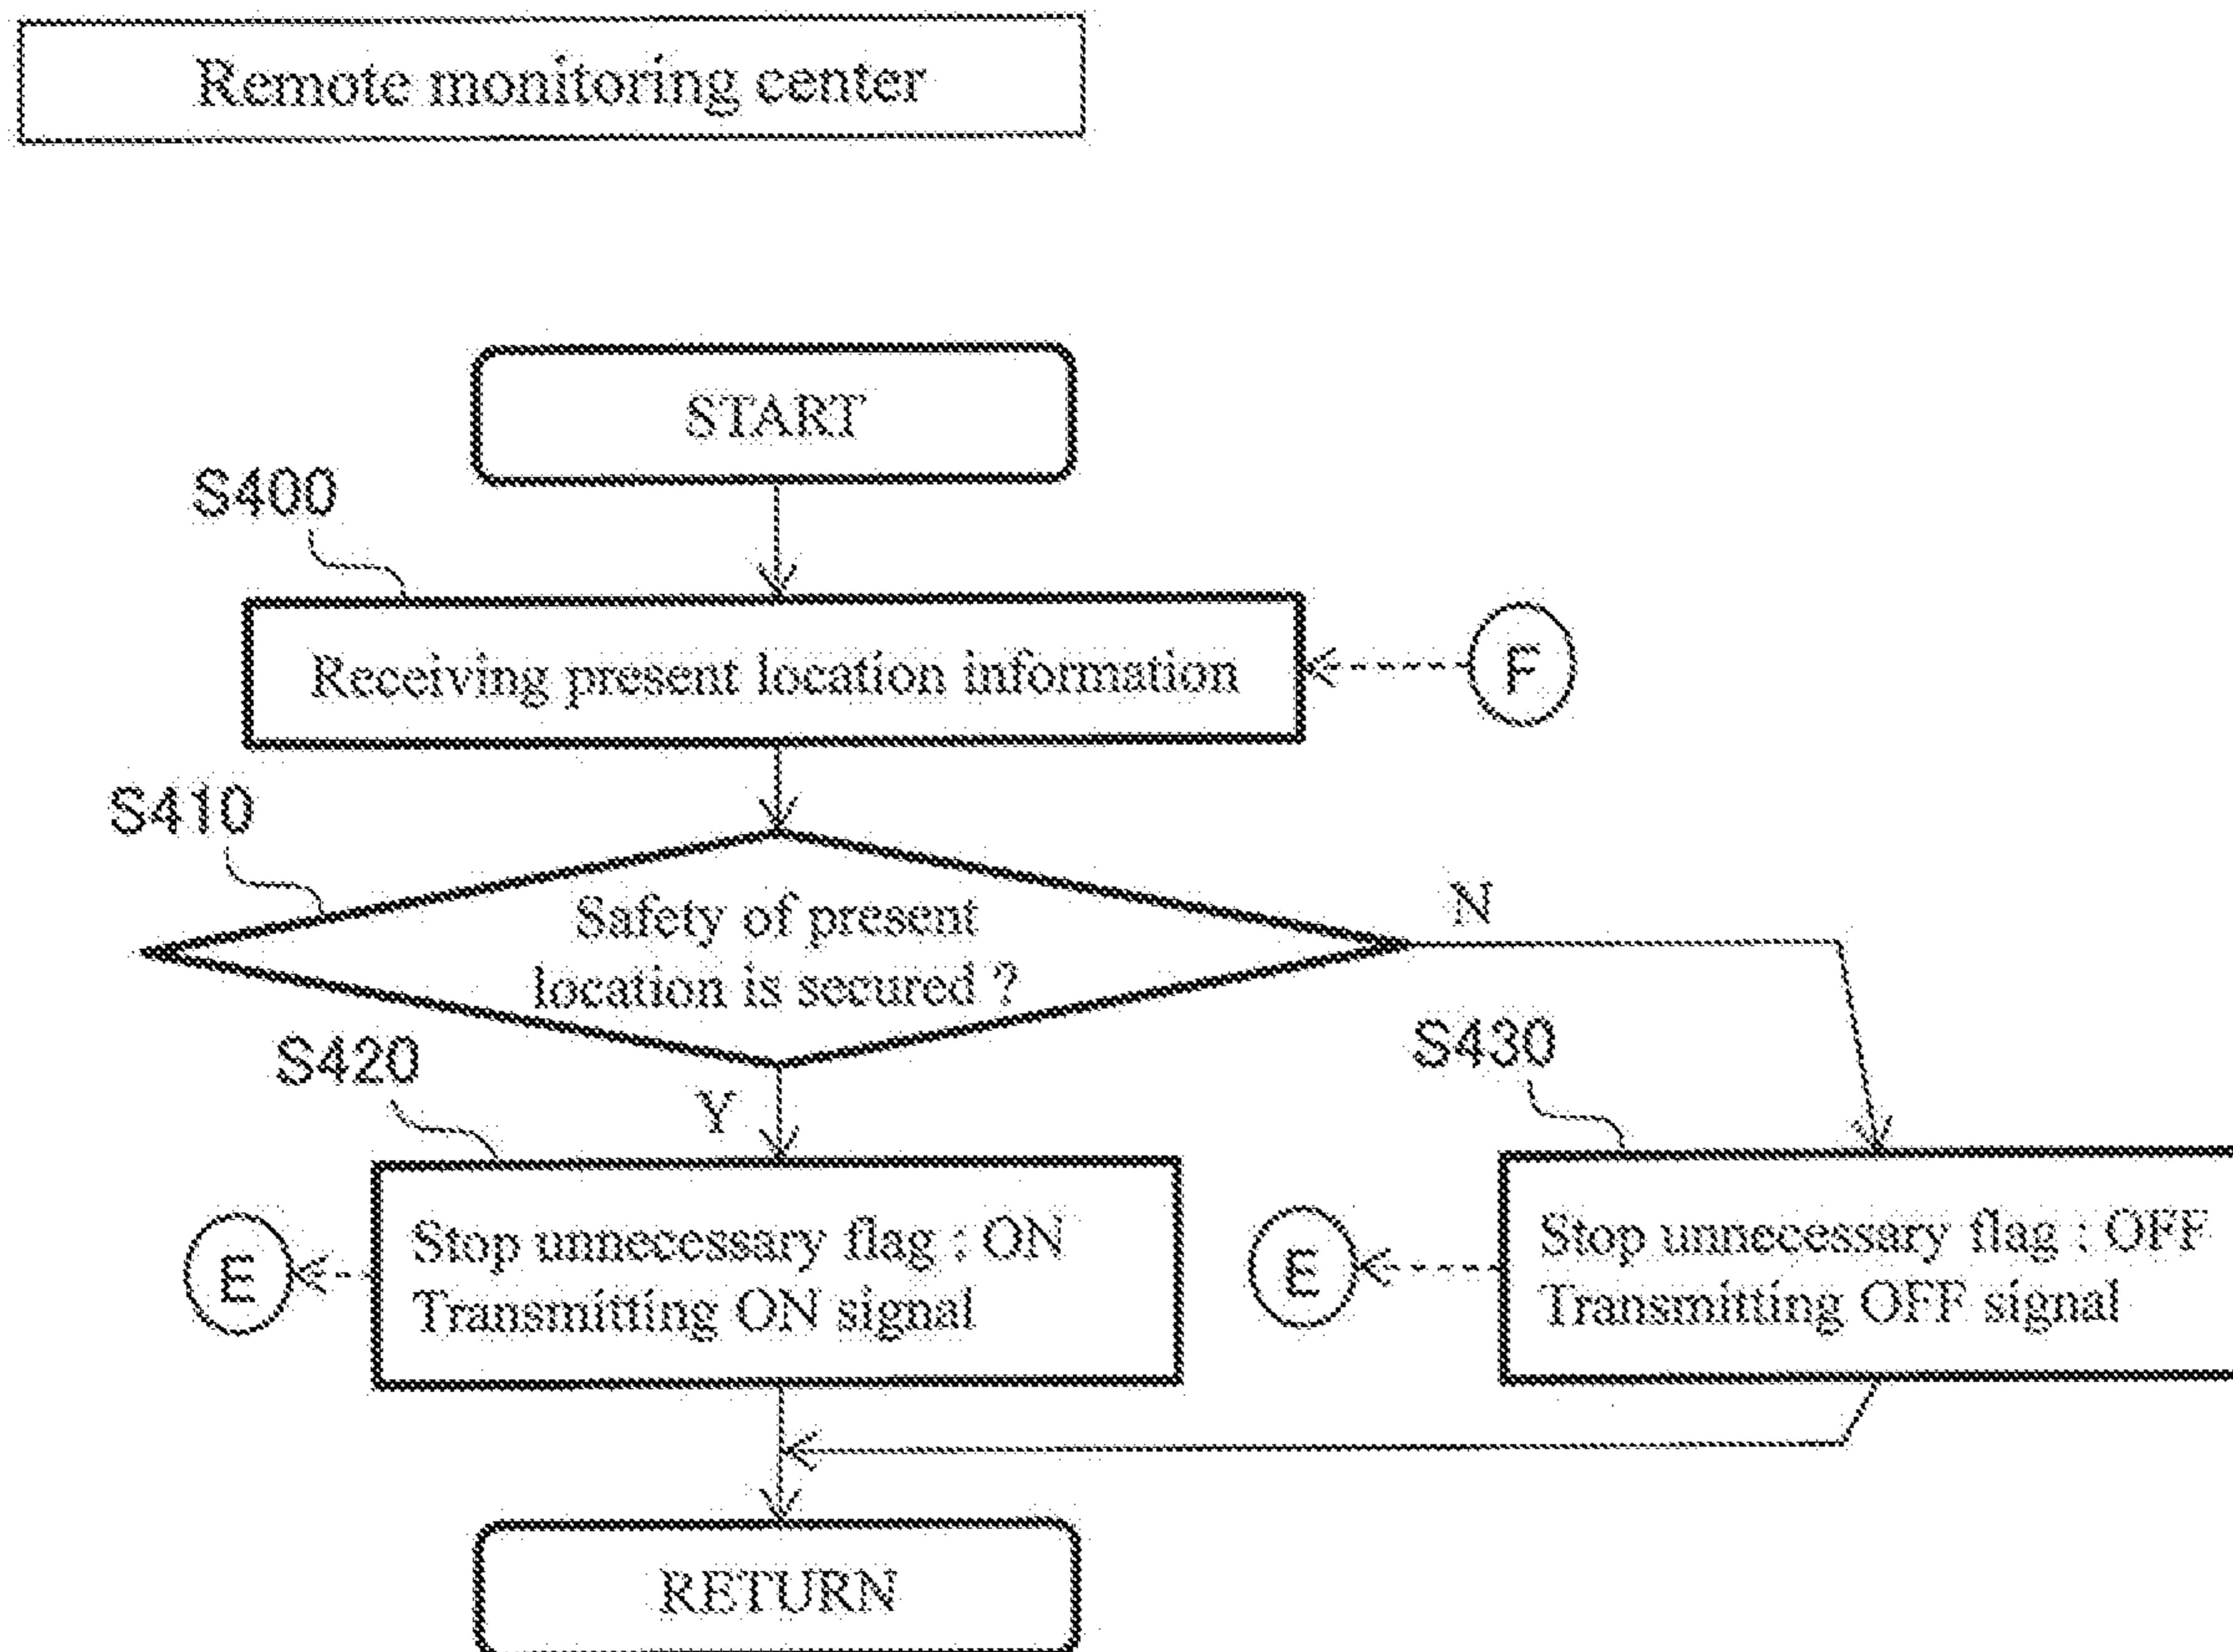 Remote monitoring center
START
S400
Receiving present location information
F
S410
Safety of present
location is secured ?
N
S420
Y
S430
E
Stop unnecessary flag : ON
Transmitting ON signal
E
Stop unnecessary flag : OFF
Transmitting OFF signal
RETURN